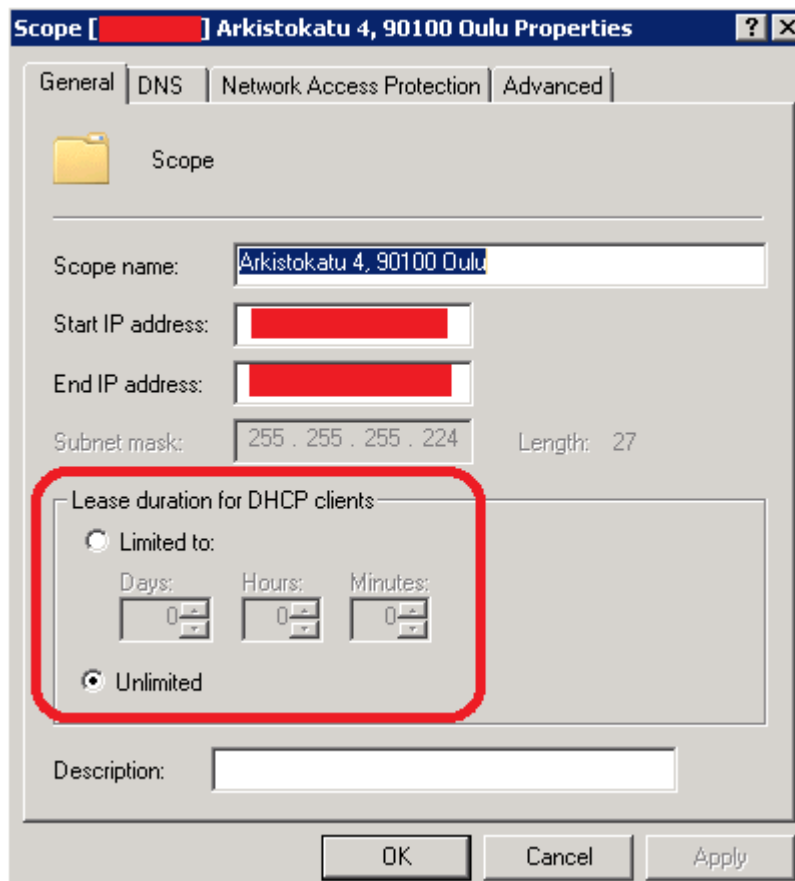 Scope [ ] Arkistokatu 4, 90100 Oulu Properties
General DNS Network Access Protection Advanced
Scope
Scope name: Arkistokatu 4, 90100 Oulu
Start IP address:
End IP address:
Subnet mask: 255 . 255 . 255 . 224 Length: 27
Lease duration for DHCP clients
Limited to:
Days: Hours: Minutes:
0 0 0
Unlimited
Description:
OK Cancel Apply